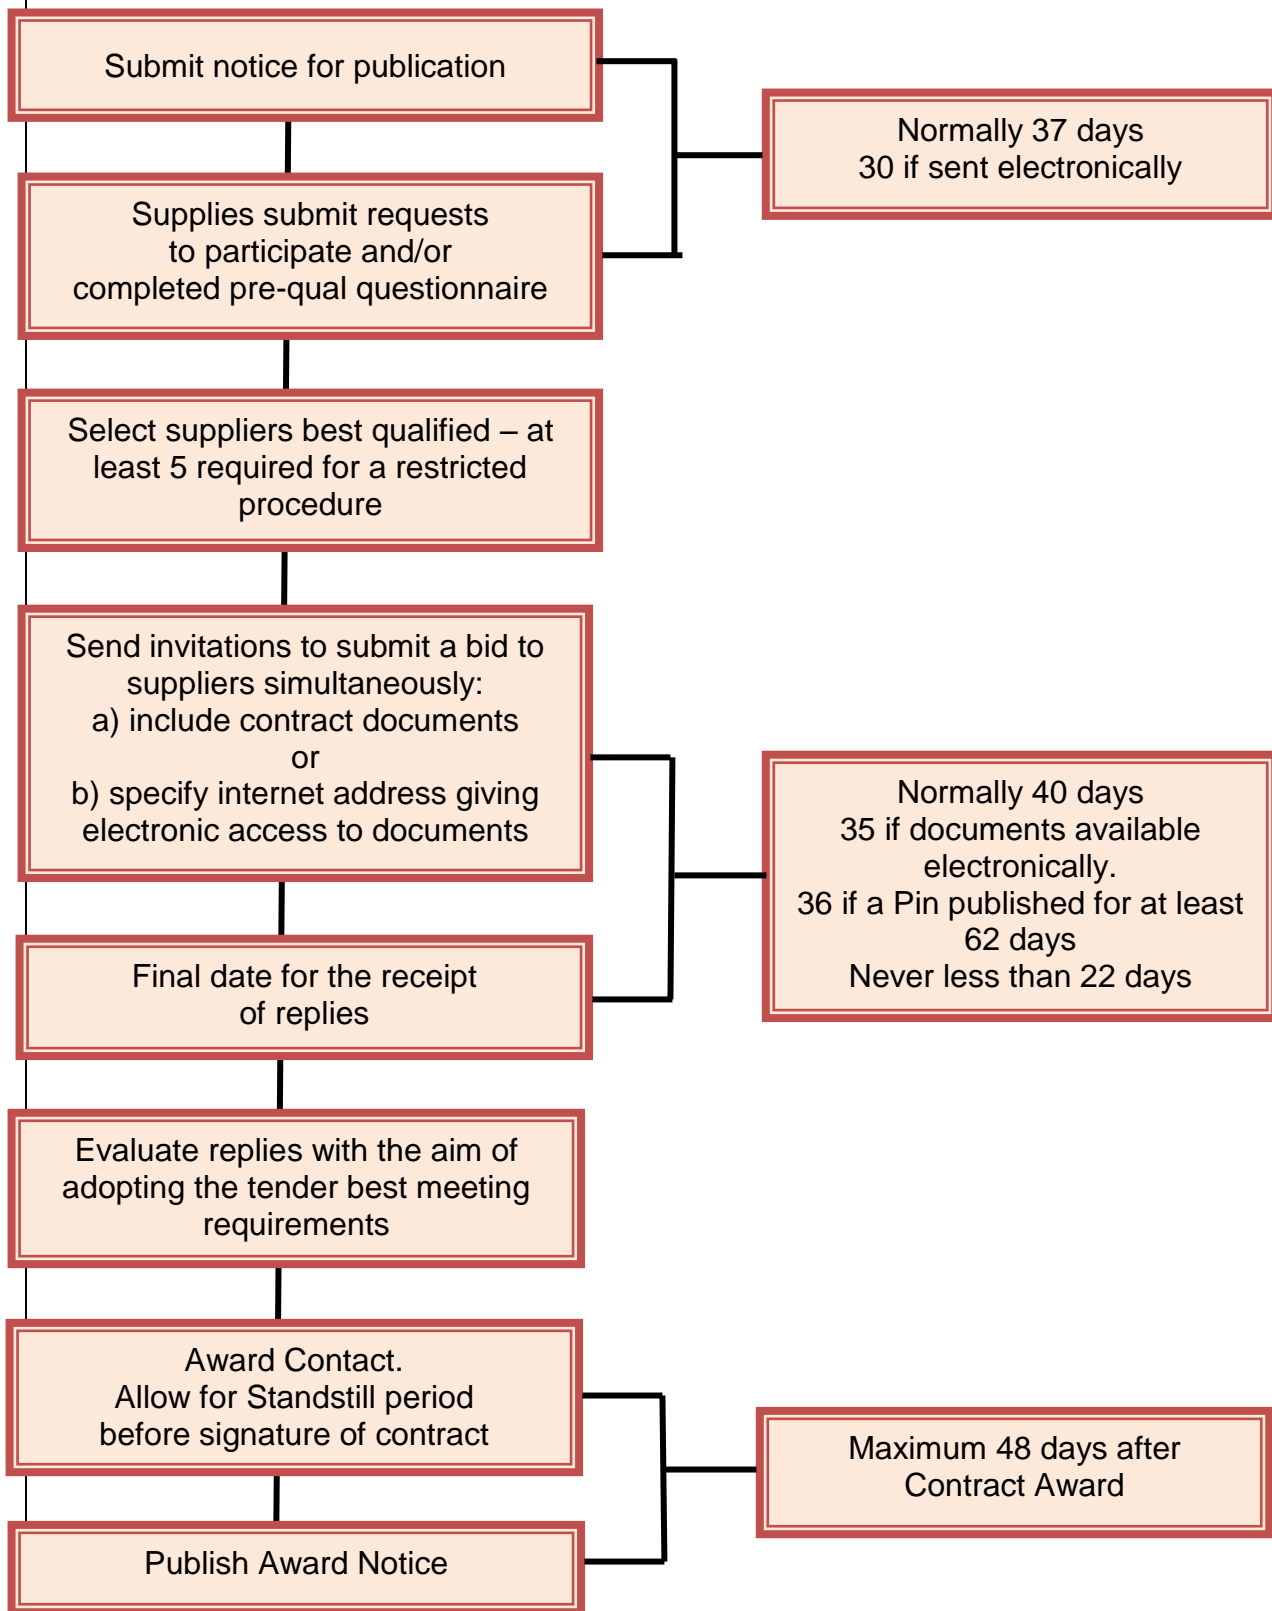 Submit notice for publication
Normally 37 days
30 if sent electronically
Supplies submit requests
to participate and/or
completed pre-qual questionnaire
Select suppliers best qualified – at
least 5 required for a restricted
procedure
Send invitations to submit a bid to
suppliers simultaneously:
a) include contract documents
or
b) specify internet address giving
electronic access to documents
Normally 40 days
35 if documents available
electronically.
36 if a Pin published for at least
62 days
Never less than 22 days
Final date for the receipt
of replies
Evaluate replies with the aim of
adopting the tender best meeting
requirements
Award Contact.
Allow for Standstill period
before signature of contract
Maximum 48 days after
Contract Award
Publish Award Notice